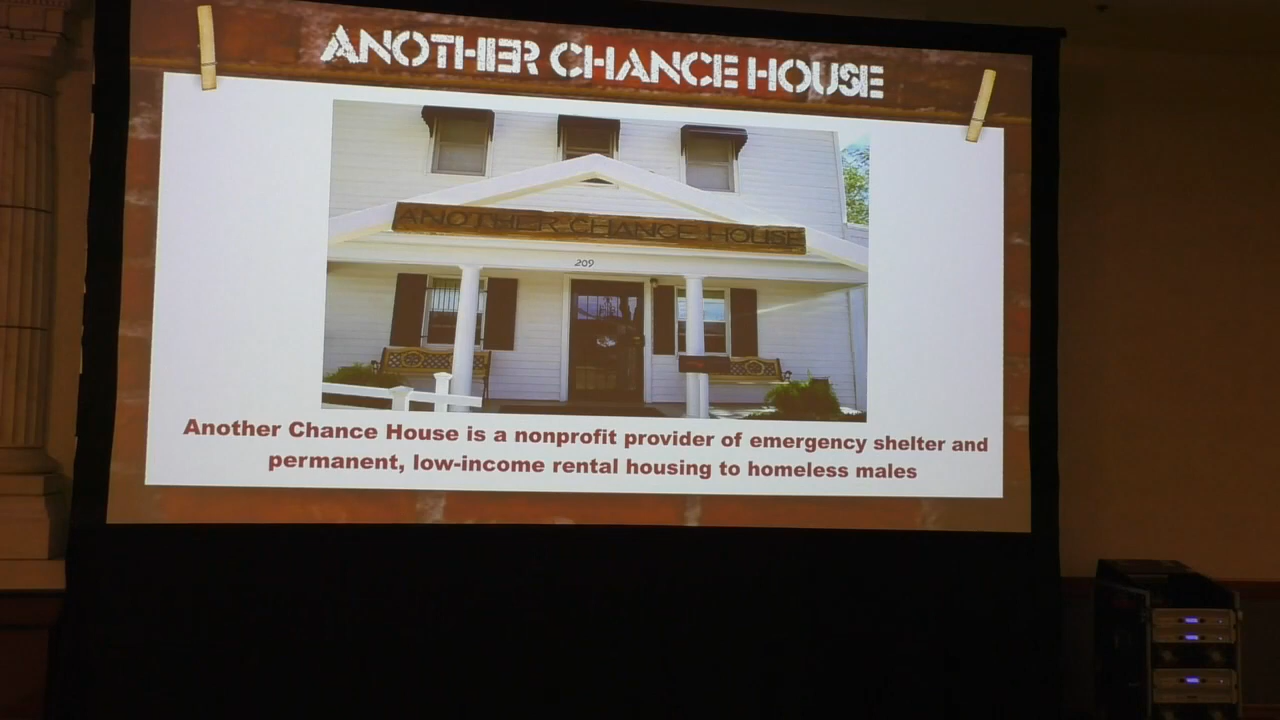 ANOTHER CHANCE HOUSE
ANOTHER CHANCE HOUSE
209
Another Chance House is a nonprofit provider of emergency shelter and
permanent, low-income rental housing to homeless males